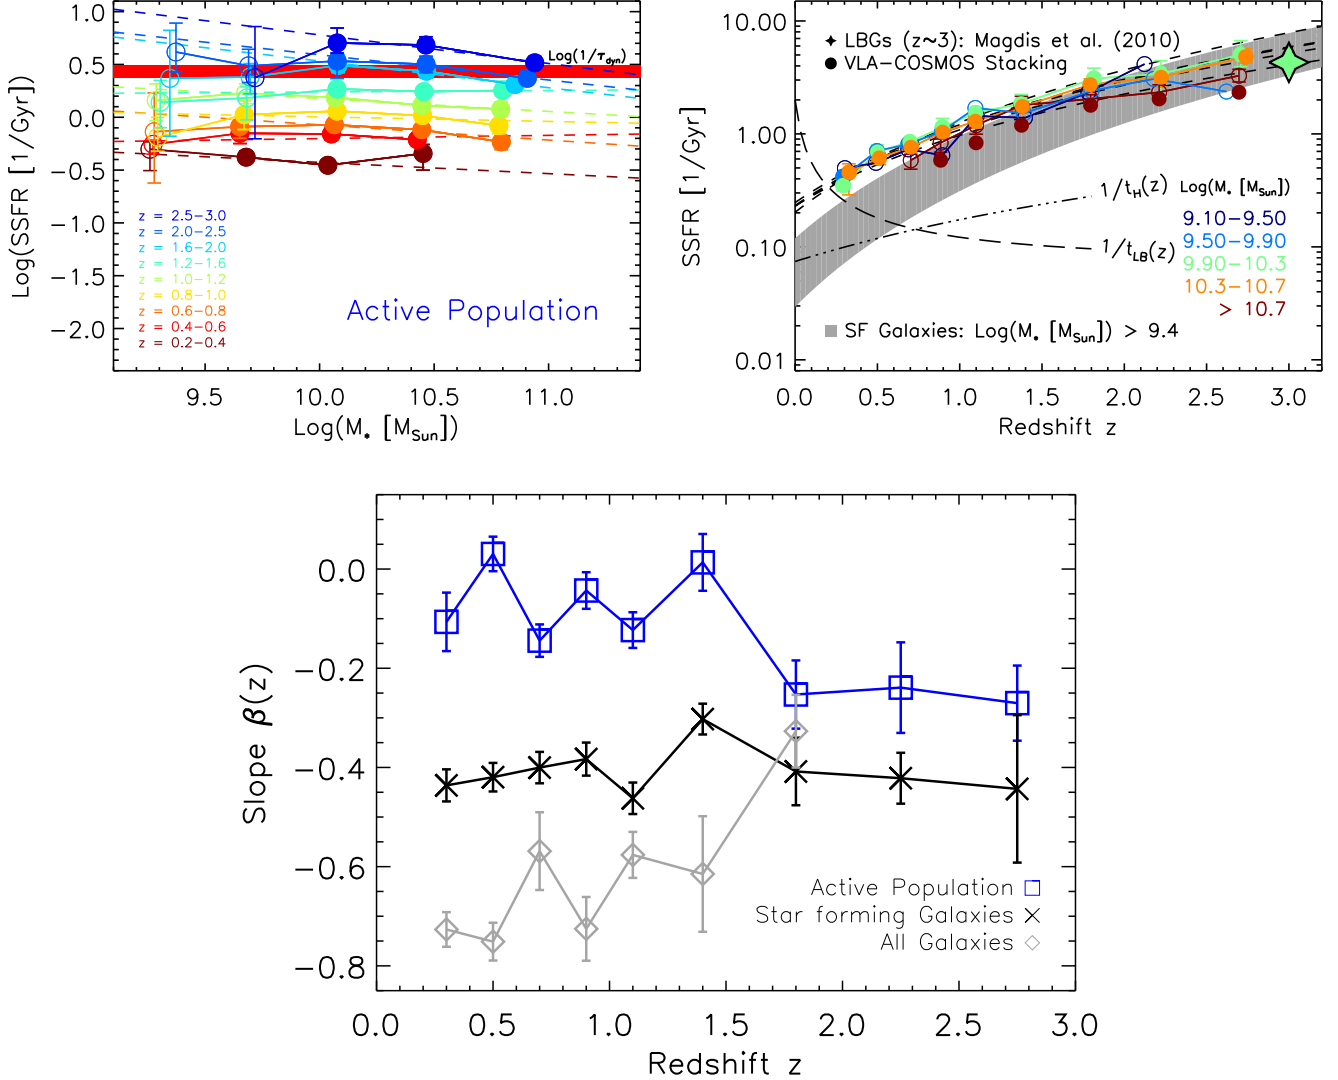 1.0
0.5
0.0
−0.5
−1.0
−1.5
−2.0
Log(SSFR [1/Gyr])
Log(1/τdyn)
z = 2.5−3.0
z = 2.0−2.5
z = 1.6−2.0
z = 1.2−1.6
z = 1.0−1.2
z = 0.8−1.0
z = 0.6−0.8
z = 0.4−0.6
z = 0.2−0.4
Active Population
9.5 10.0 10.5 11.0
Log(M* [MSun])
10.00
1.00
0.10
0.01
SSFR [1/Gyr]
LBGs (z~3): Magdis et al. (2010)
VLA−COSMOS Stacking
1/tH(z)
1/tLB(z)
Log(M* [MSun])
9.10−9.50
9.50−9.90
9.90−10.3
10.3−10.7
> 10.7
SF Galaxies: Log(M* [MSun]) > 9.4
0.0 0.5 1.0 1.5 2.0 2.5 3.0
Redshift z
0.0
−0.2
−0.4
−0.6
−0.8
Slope β(z)
Active Population
Star forming Galaxies
All Galaxies
0.0 0.5 1.0 1.5 2.0 2.5 3.0
Redshift z